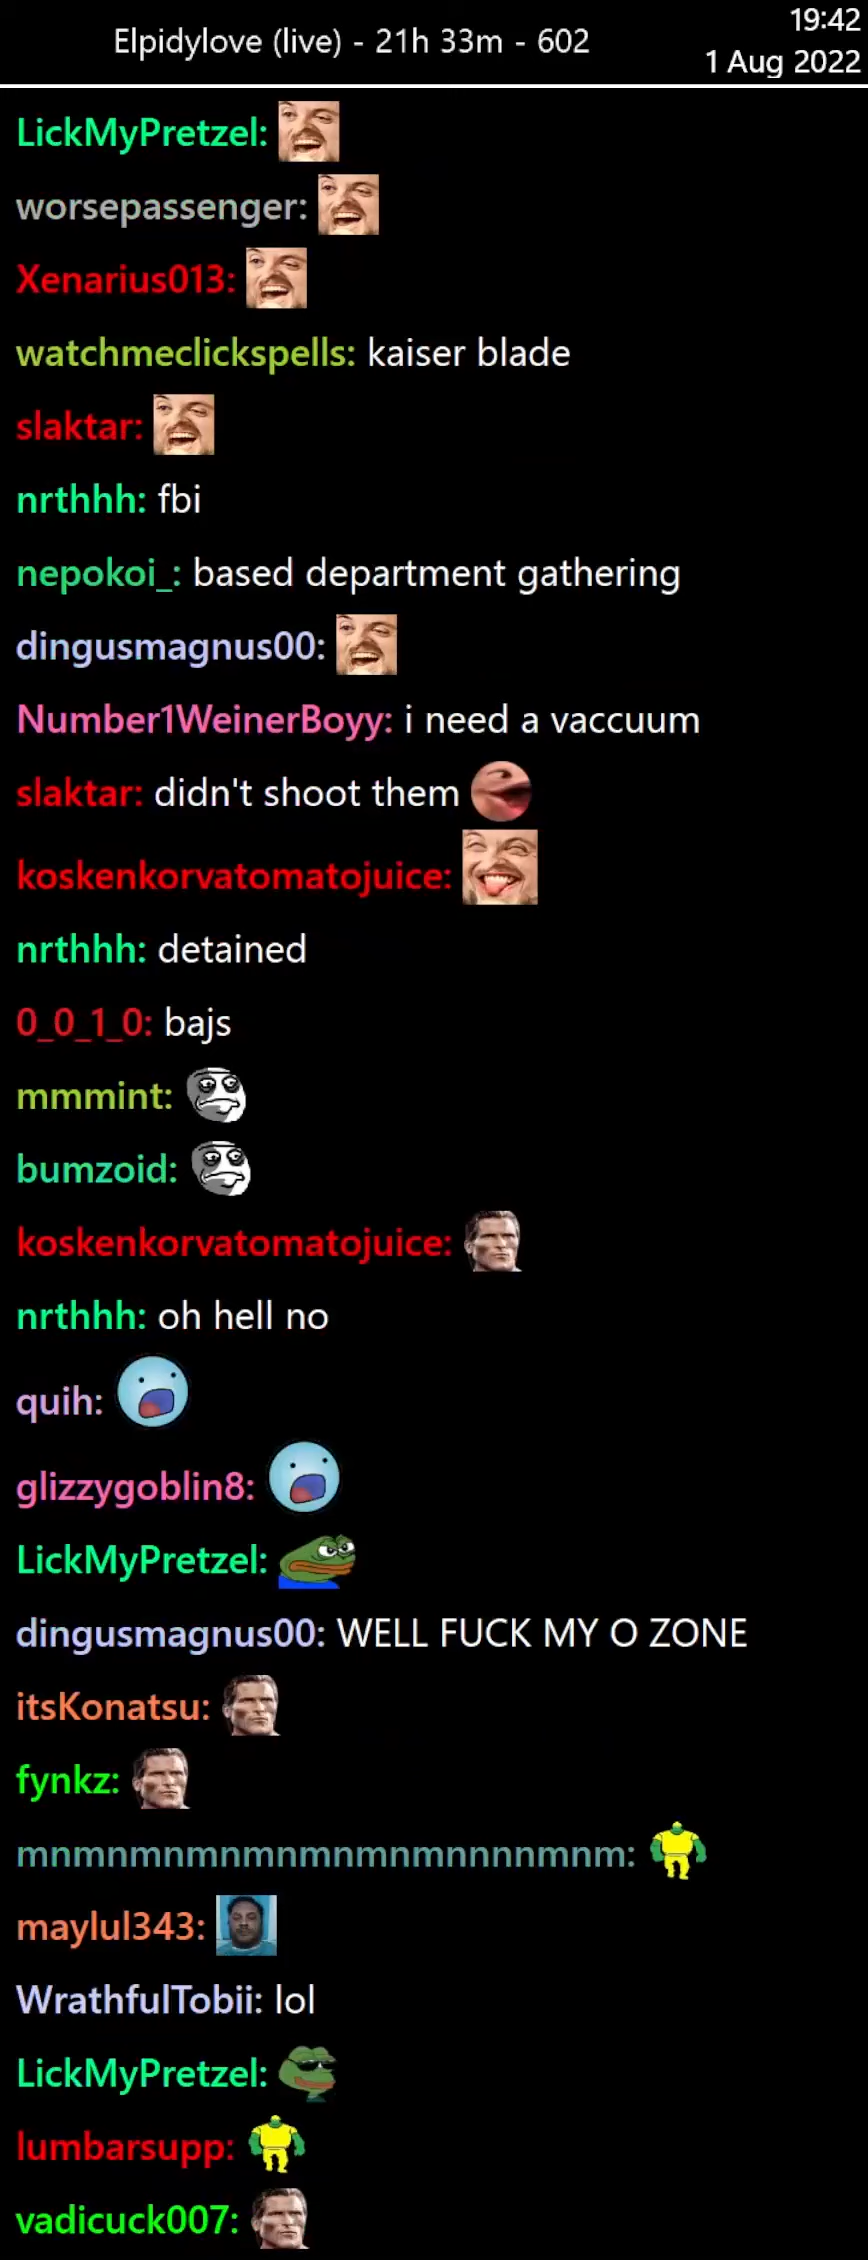 Elpidylove (live) - 21h 33m - 602
19:42
1 Aug 2022
LickMyPretzel:
worsepassenger:
Xenarius013:
watchmeclickspells: kaiser blade
slaktar:
nrthhh: fbi
nepokoi_: based department gathering
dingusmagnus00:
Number1WeinerBoyy: i need a vaccuum
slaktar: didn't shoot them
koskenkorvatomatojuice:
nrthhh: detained
0_0_1_0: bajs
mmmint:
bumzoid:
koskenkorvatomatojuice:
nrthhh: oh hell no
quih:
glizzygoblin8:
LickMyPretzel:
dingusmagnus00: WELL FUCK MY O ZONE
itsKonatsu:
fynkz:
mnmnmnmnmnmnmnmnnnnmnm:
maylul343:
WrathfulTobii: lol
LickMyPretzel:
lumbarsupp:
vadicuck007: